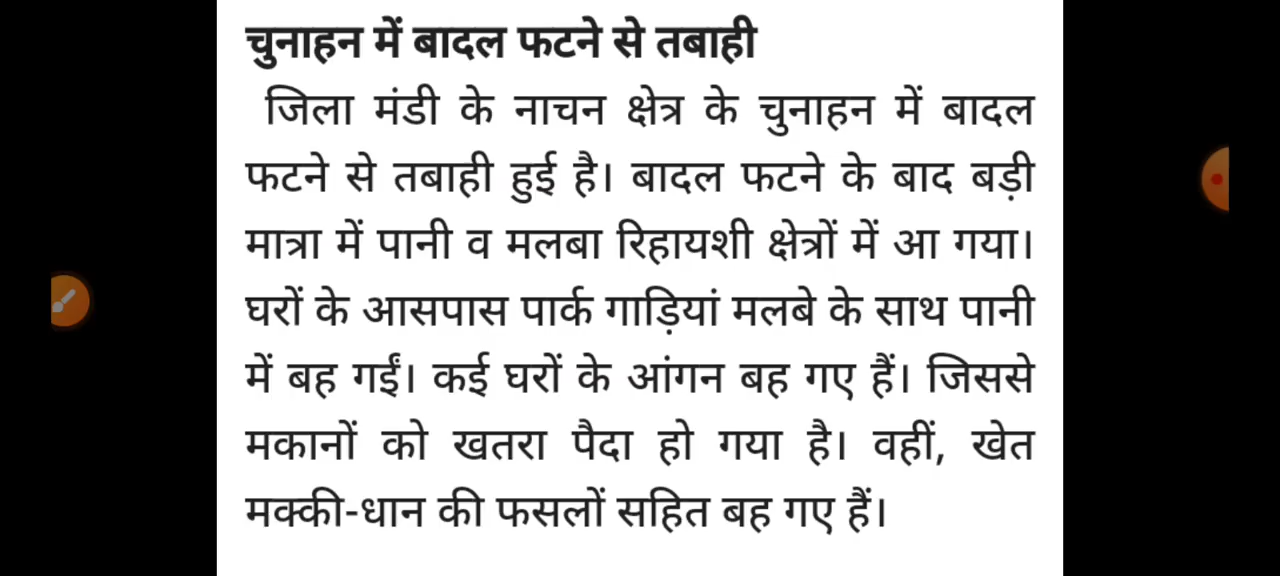 चुनाहन में बादल फटने से तबाही
जिला मंडी के नाचन क्षेत्र के चुनाहन में बादल
फटने से तबाही हुई है। बादल फटने के बाद बड़ी
मात्रा में पानी व मलबा रिहायशी क्षेत्रों में आ गया।
घरों के आसपास पार्क गाड़ियां मलबे के साथ पानी
में बह गईं। कई घरों के आंगन बह गए हैं। जिससे
मकानों को खतरा पैदा हो गया है। वहीं, खेत
मक्की-धान की फसलों सहित बह गए हैं।